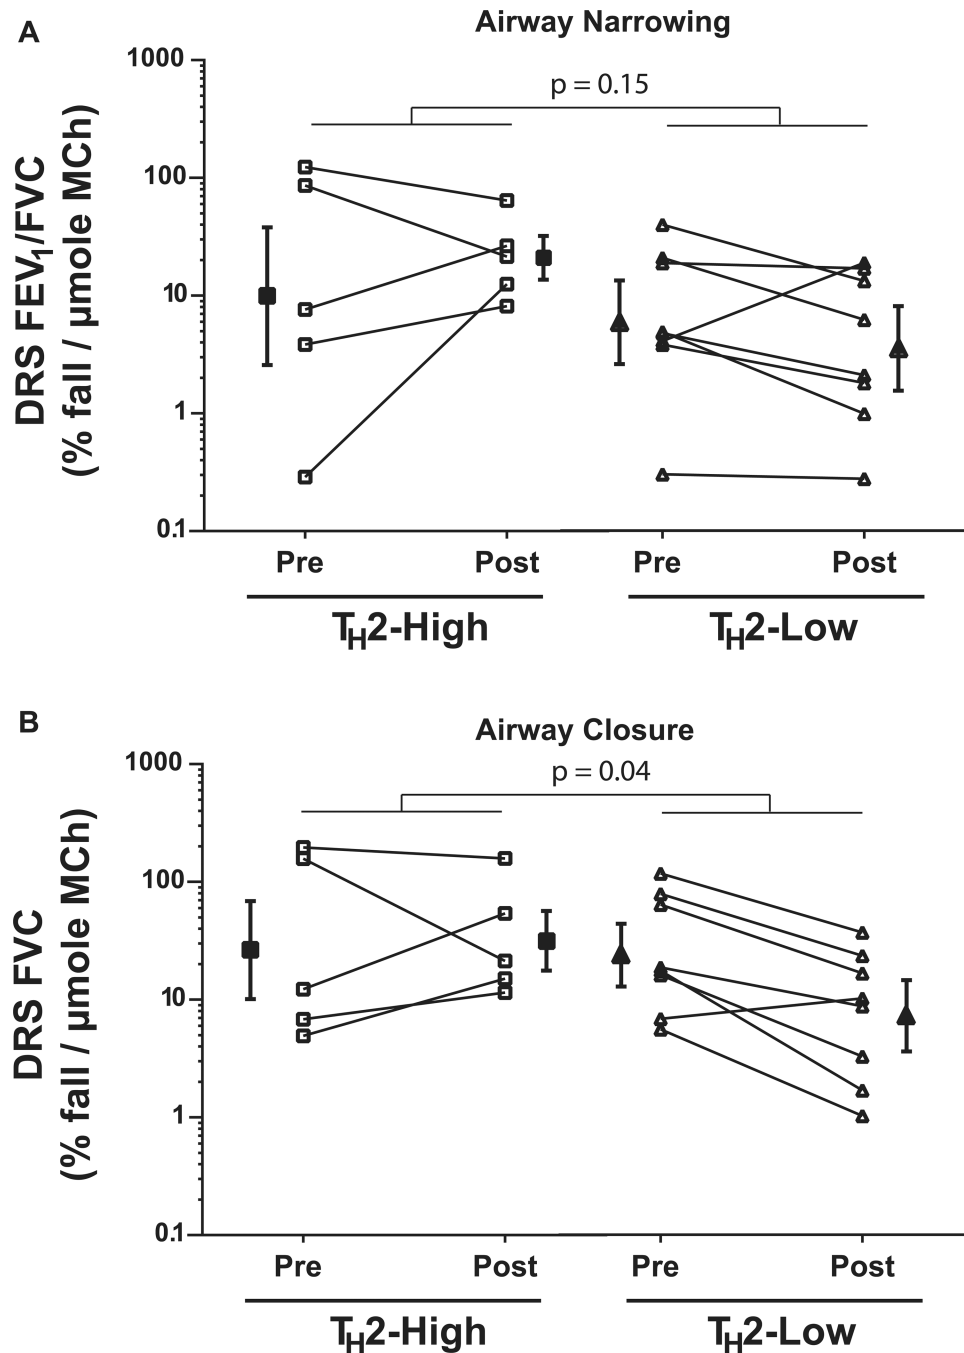 A
Airway Narrowing
p = 0.15
DRS FEV1/FVC
(% fall / μmole MCh)
1000
100
10
1
0.1
Pre
Post
Pre
Post
TH2-High
TH2-Low
B
Airway Closure
p = 0.04
DRS FVC
(% fall / μmole MCh)
1000
100
10
1
0.1
Pre
Post
Pre
Post
TH2-High
TH2-Low